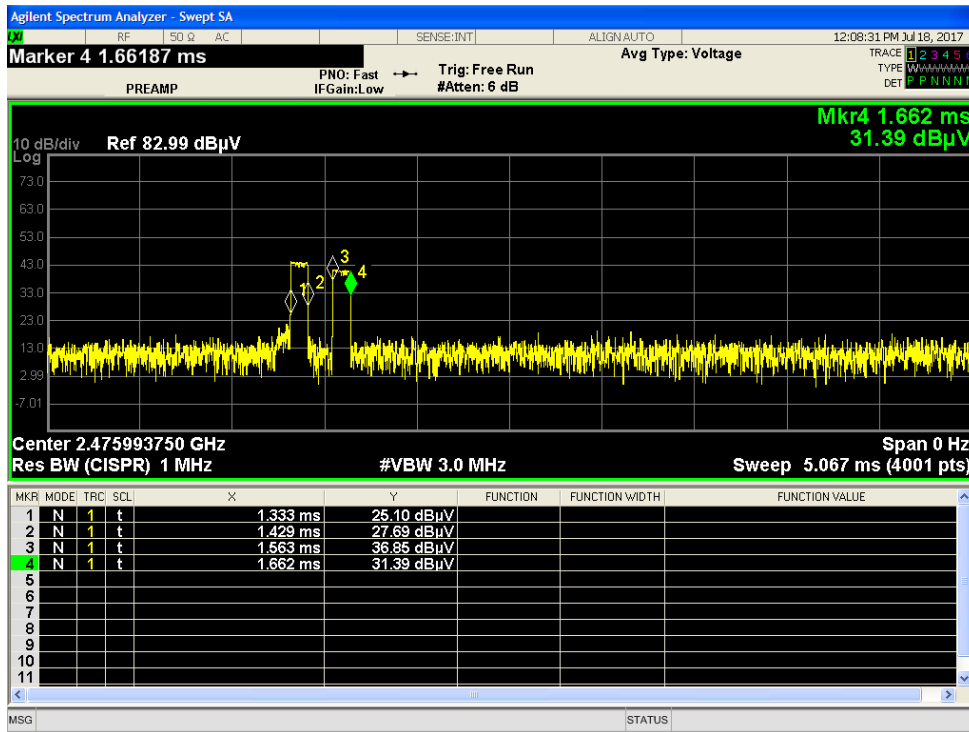 Agilent Spectrum Analyzer - Swept SA
LXI RF 50 Ω AC SENSE:INT ALIGN AUTO 12:08:31 PM Jul 18, 2017
Marker 4 1.66187 ms
PREAMP
PNO: Fast
IFGain:Low
Trig: Free Run
#Atten: 6 dB
Avg Type: Voltage
TRACE 1 2 3 4 5
TYPE
DET P P N N N
Mkr4 1.662 ms
31.39 dBµV
10 dB/div Ref 82.99 dBµV
Log
73.0
63.0
53.0
43.0
33.0
23.0
13.0
2.99
-7.01
1 2 3 4
Center 2.475993750 GHz Span 0 Hz
Res BW (CISPR) 1 MHz #VBW 3.0 MHz Sweep 5.067 ms (4001 pts)
MKR MODE TRC SCL X Y FUNCTION FUNCTION WIDTH FUNCTION VALUE
1 N 1 t 1.333 ms 25.10 dBµV
2 N 1 t 1.429 ms 27.69 dBµV
3 N 1 t 1.563 ms 36.85 dBµV
4 N 1 t 1.662 ms 31.39 dBµV
5
6
7
8
9
10
11
MSG STATUS